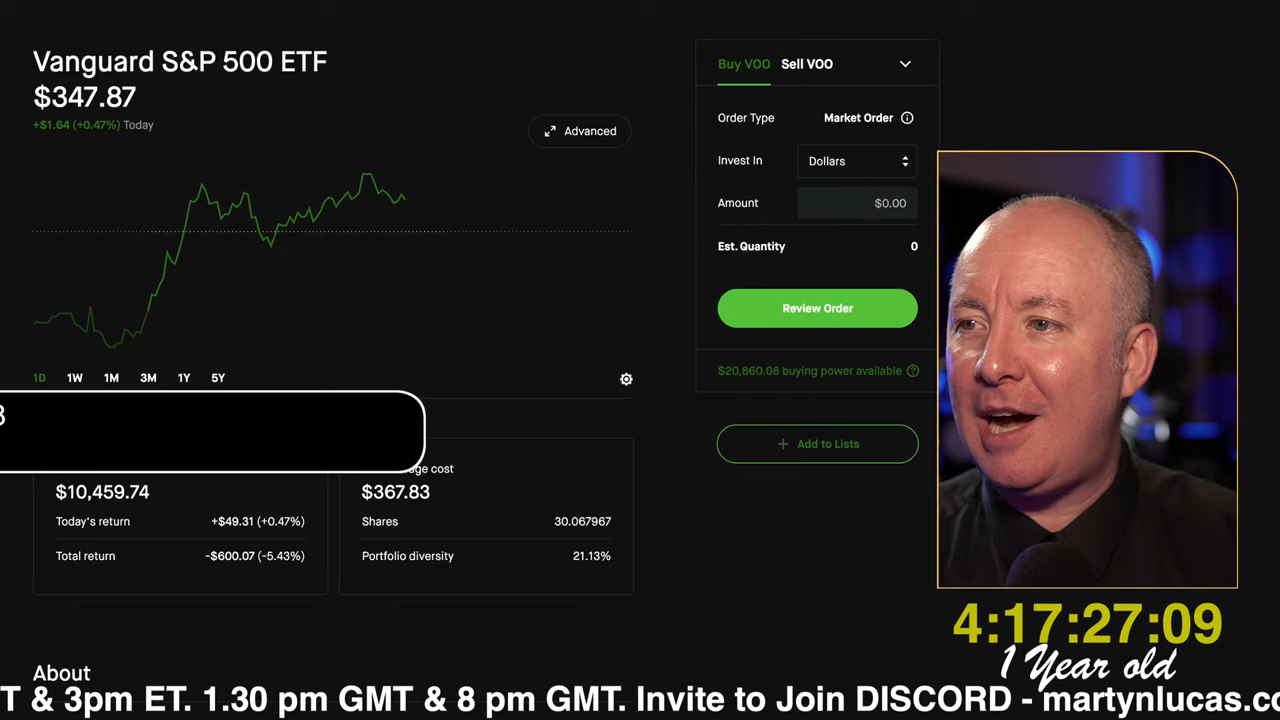 Vanguard S&P 500 ETF
$347.87
+$1.64 (+0.47%) Today
Advanced
1D 1W 1M 3M 1Y 5Y
cost
$10,459.74
Today's return +$49.31 (+0.47%)
Total return -$600.07 (-5.43%)
$367.83
Shares 30.067967
Portfolio diversity 21.13%
About
Buy VOO Sell VOO
Order Type Market Order
Invest In Dollars
Amount $0.00
Est. Quantity 0
Review Order
$20,860.08 buying power available
+ Add to Lists
4:17:27:09
1 Year old
T & 3pm ET. 1.30 pm GMT & 8 pm GMT. Invite to Join DISCORD - martynlucas.co